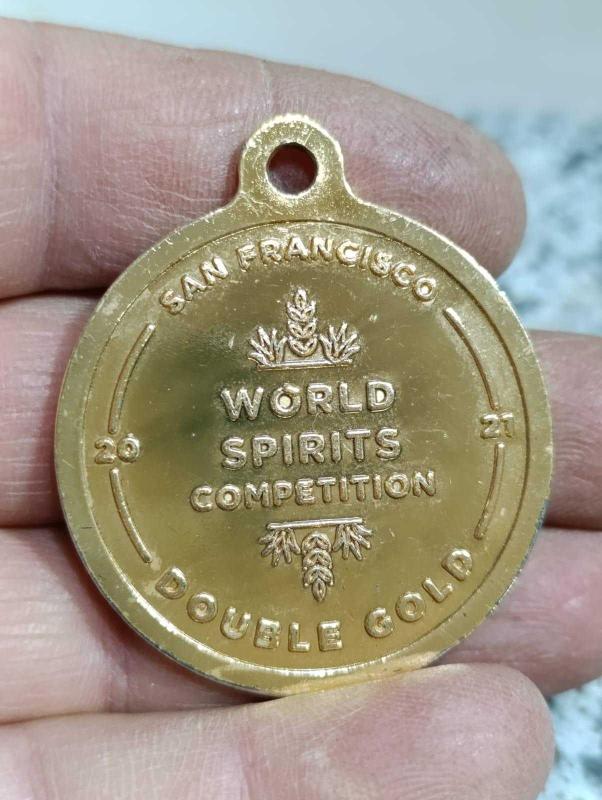 SAN FRANCISCO
WORLD
SPIRITS
COMPETITION
20 21
DOUBLE GOLD